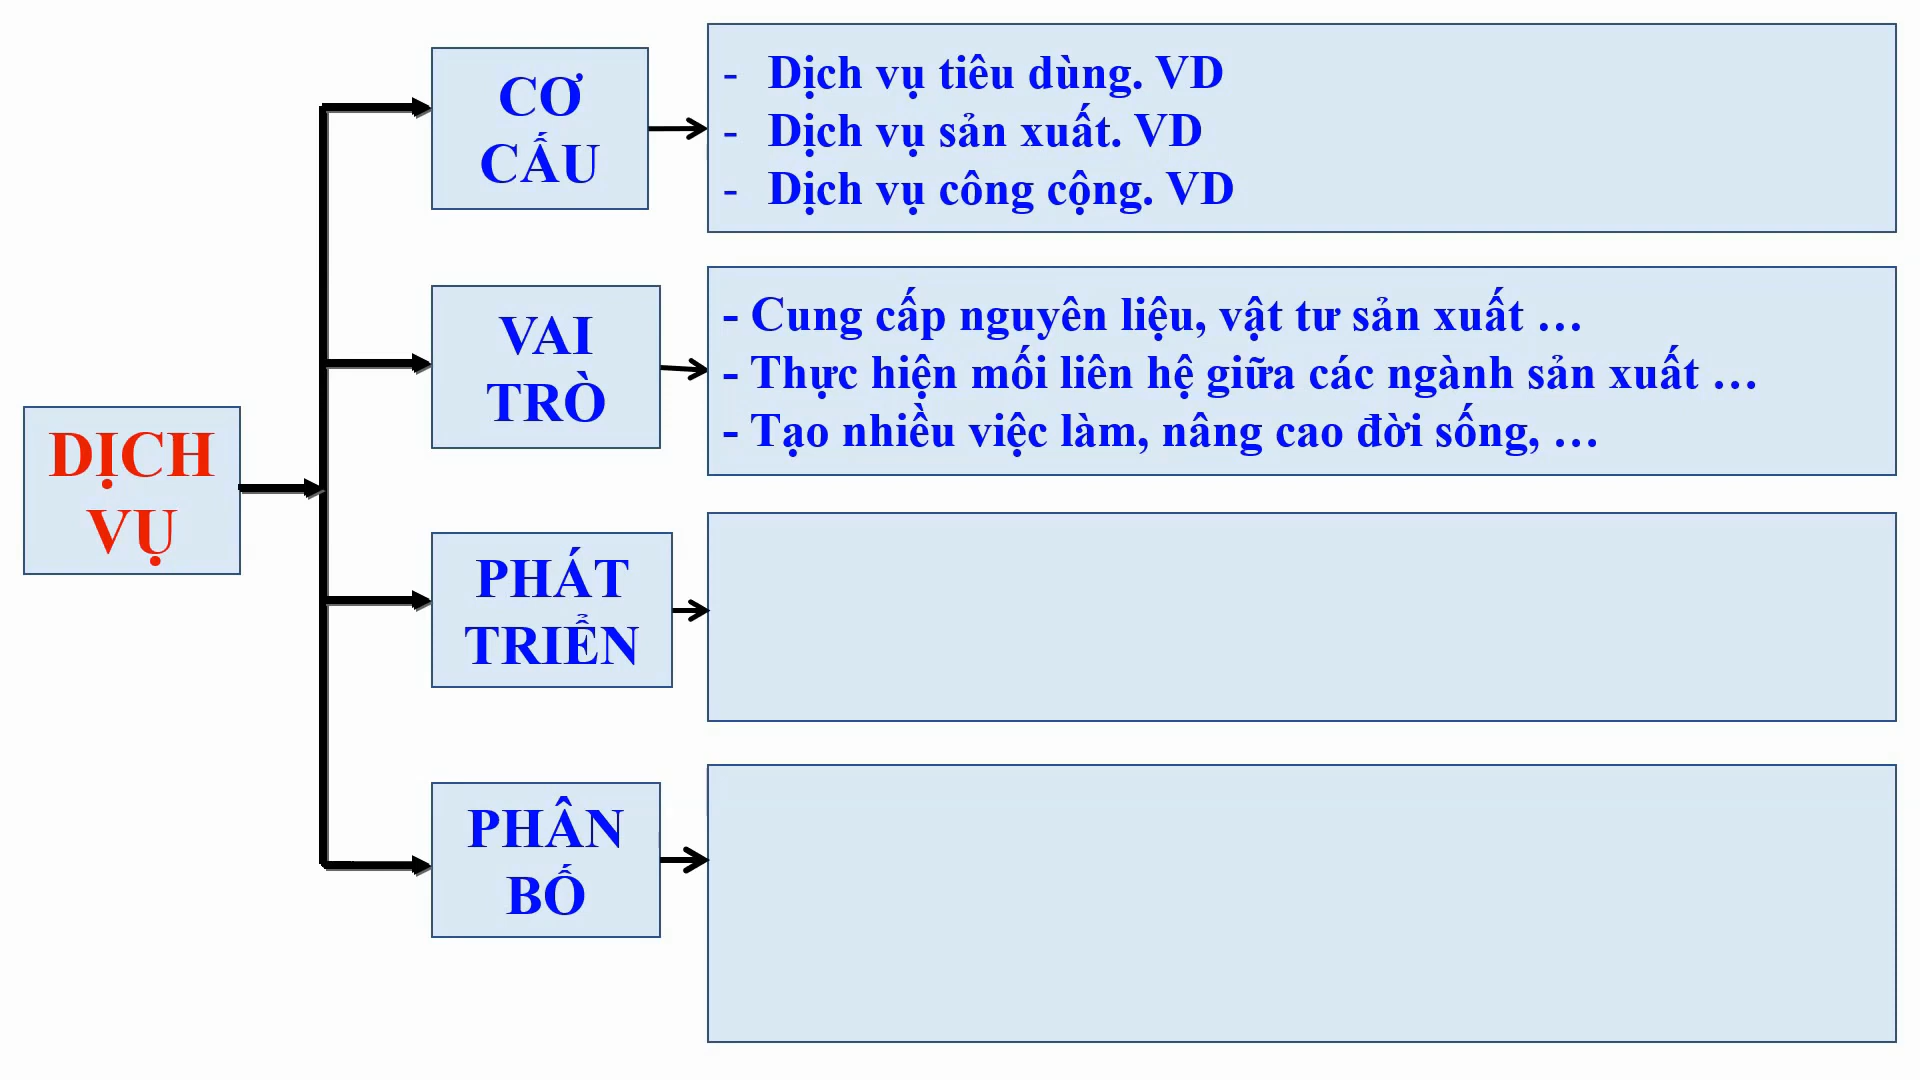 DỊCH
VỤ
CƠ
CẤU
- Dịch vụ tiêu dùng. VD
- Dịch vụ sản xuất. VD
- Dịch vụ công cộng. VD
VAI
TRÒ
- Cung cấp nguyên liệu, vật tư sản xuất …
- Thực hiện mối liên hệ giữa các ngành sản xuất …
- Tạo nhiều việc làm, nâng cao đời sống, …
PHÁT
TRIỂN
PHÂN
BỐ